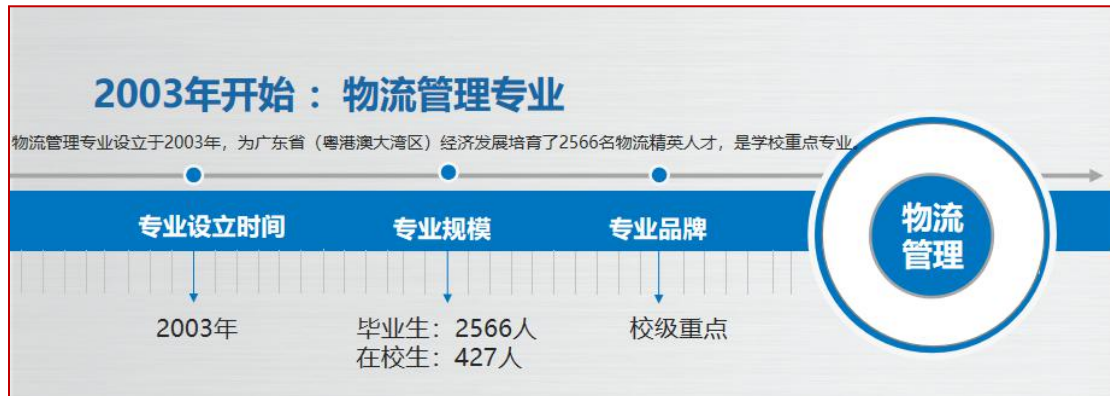 2003年开始：物流管理专业
物流管理专业设立于2003年，为广东省（粤港澳大湾区）经济发展培育了2566名物流精英人才，是学校重点专业。
专业设立时间
专业规模
专业品牌
物流
管理
2003年
毕业生：2566人
在校生：427人
校级重点